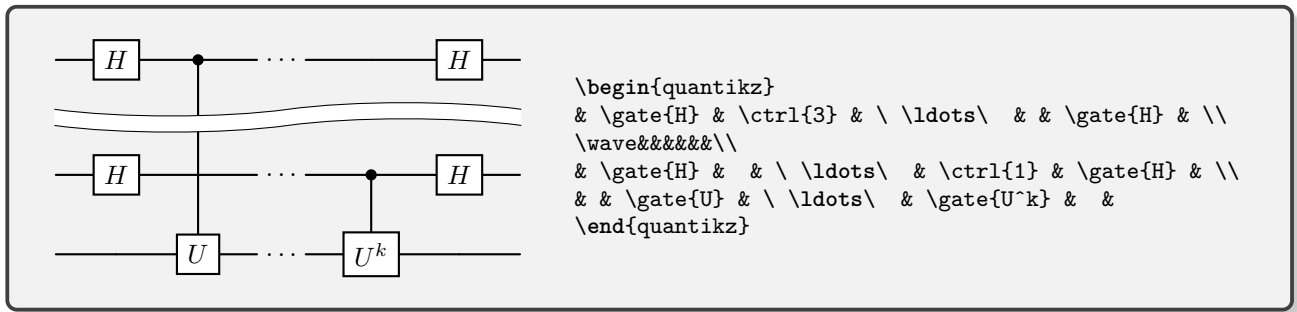 H ··· H
H ··· H
U ··· U^k
\begin{quantikz}
& \gate{H} & \ctrl{3} & \ \ldots\  & & \gate{H} & \\
\wave&&&&&&\\
& \gate{H} &  & \ \ldots\  & \ctrl{1} & \gate{H} & \\
& & \gate{U} & \ \ldots\  & \gate{U^k} &  &
\end{quantikz}